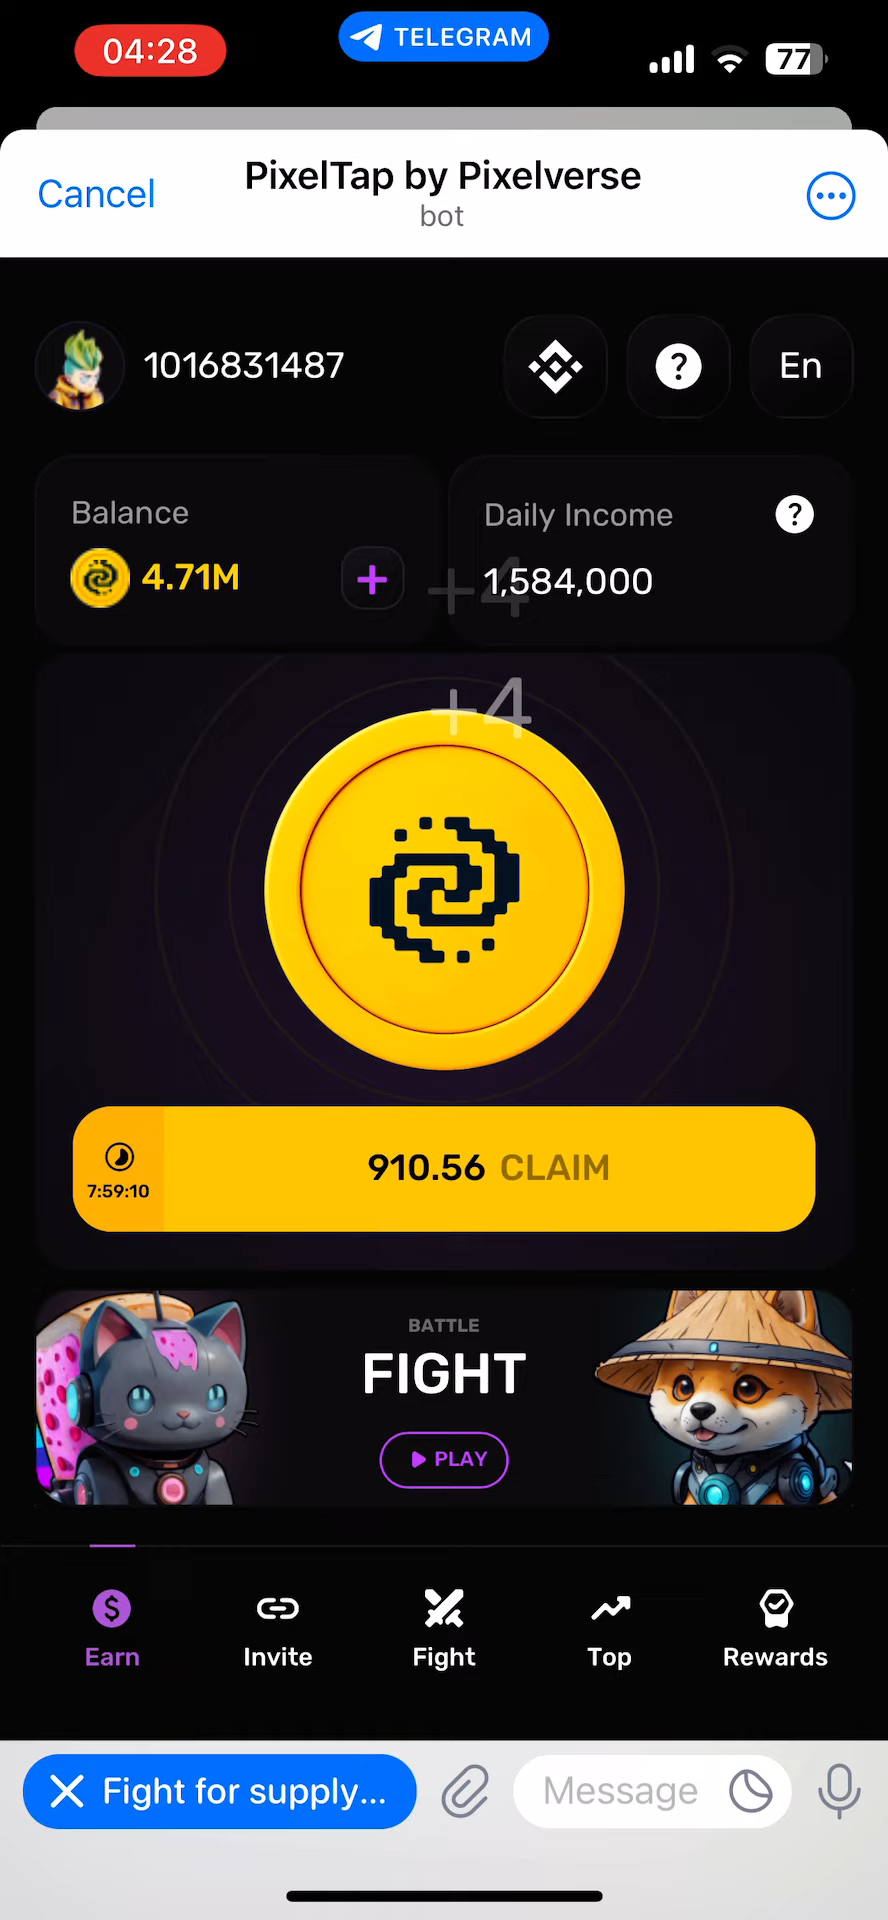 04:28
TELEGRAM
77
Cancel
PixelTap by Pixelverse
bot
1016831487
?
En
Balance
4.71M
+
Daily Income
?
1,584,000
+4
+4
7:59:10
910.56 CLAIM
BATTLE
FIGHT
PLAY
$
Earn
Invite
Fight
Top
Rewards
Fight for supply...
Message